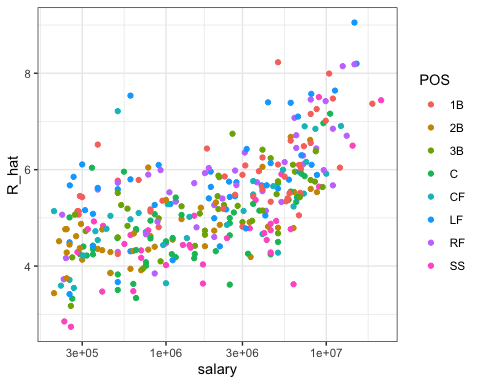 POS
1B
2B
3B
C
CF
LF
RF
SS
R_hat
8
6
4
3e+05 1e+06 3e+06 1e+07
salary